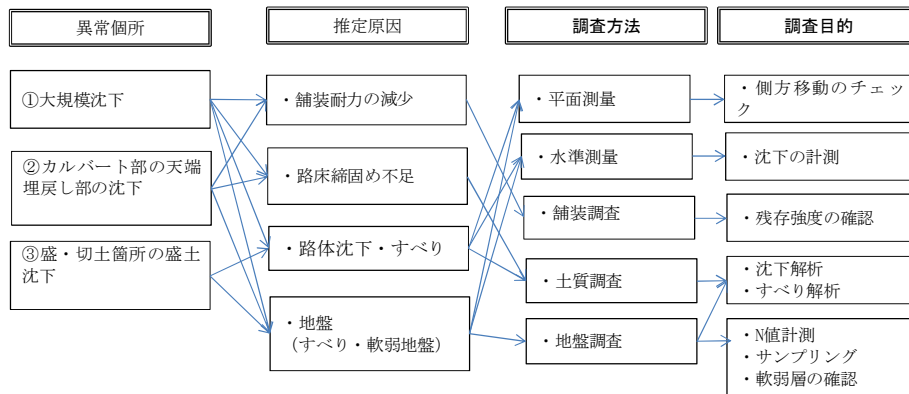 異常個所
推定原因
調査方法
調査目的
①大規模沈下
②カルバート部の天端
埋戻し部の沈下
③盛・切土箇所の盛土
沈下
・舗装耐力の減少
・路床締固め不足
・路体沈下・すべり
・地盤
（すべり・軟弱地盤）
・平面測量
・水準測量
・舗装調査
・土質調査
・地盤調査
・側方移動のチェッ
ク
・沈下の計測
・残存強度の確認
・沈下解析
・すべり解析
・N値計測
・サンプリング
・軟弱層の確認